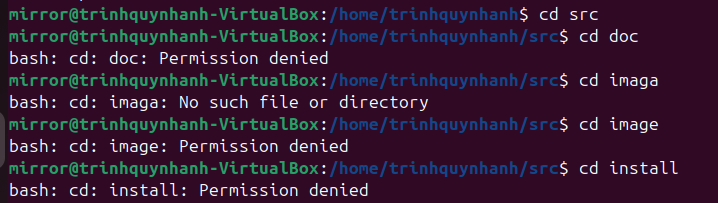 mirror@trinhquynhanh-VirtualBox:/home/trinhquynhanh$ cd src
mirror@trinhquynhanh-VirtualBox:/home/trinhquynhanh/src$ cd doc
bash: cd: doc: Permission denied
mirror@trinhquynhanh-VirtualBox:/home/trinhquynhanh/src$ cd imaga
bash: cd: imaga: No such file or directory
mirror@trinhquynhanh-VirtualBox:/home/trinhquynhanh/src$ cd image
bash: cd: image: Permission denied
mirror@trinhquynhanh-VirtualBox:/home/trinhquynhanh/src$ cd install
bash: cd: install: Permission denied